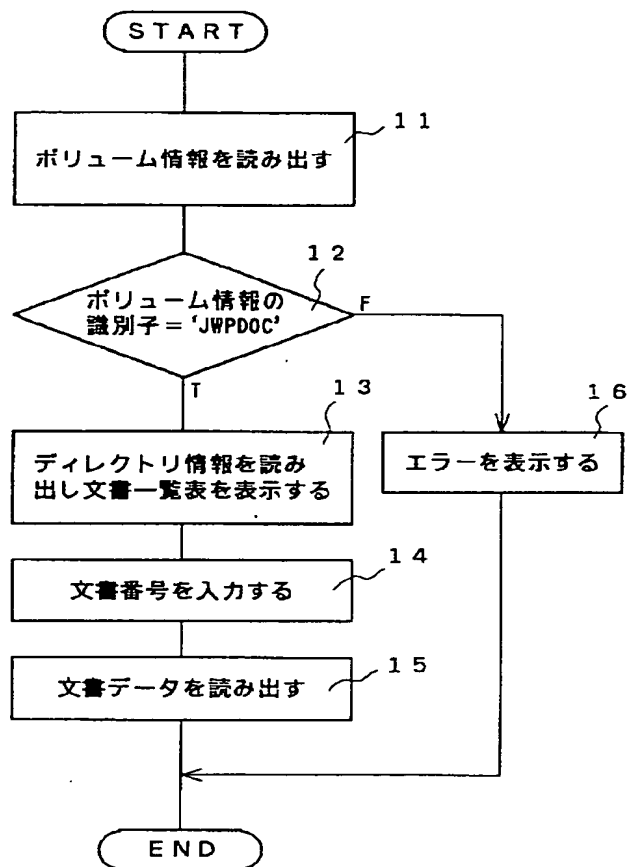 START
11
ボリューム情報を読み出す
12
ボリューム情報の
識別子=‘JWPDOC’
F
T
13
16
ディレクトリ情報を読み
出し文書一覧表を表示する
エラーを表示する
14
文書番号を入力する
15
文書データを読み出す
END